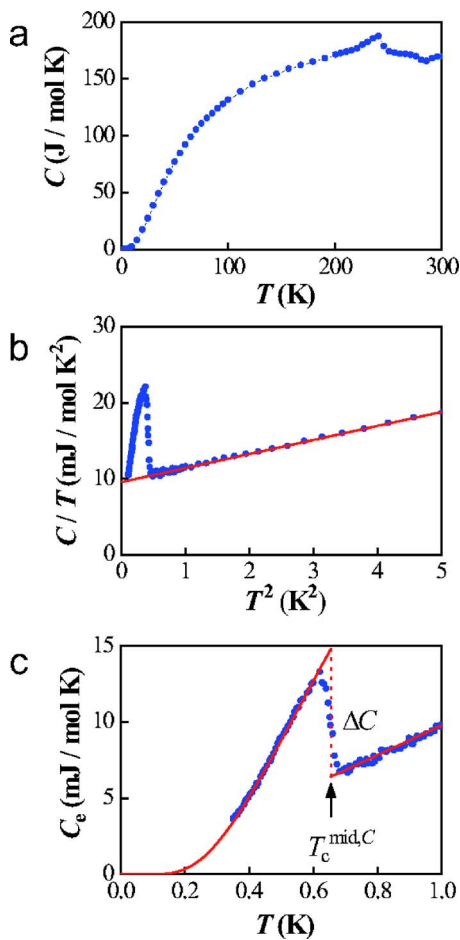 a
200
150
100
50
0
C (J / mol K)
0 100 200 300
T (K)
b
30
20
10
0
C / T (mJ / mol K²)
0 1 2 3 4 5
T² (K²)
c
15
10
5
0
Cₑ (mJ / mol K)
ΔC
T_c^mid,C
0.0 0.2 0.4 0.6 0.8 1.0
T (K)